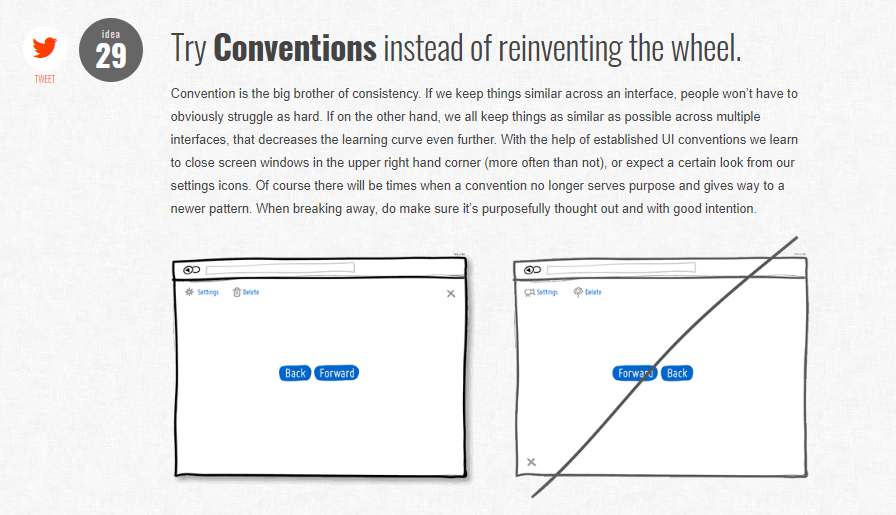 TWEET
idea
29
Try Conventions instead of reinventing the wheel.
Convention is the big brother of consistency. If we keep things similar across an interface, people won't have to
obviously struggle as hard. If on the other hand, we all keep things as similar as possible across multiple
interfaces, that decreases the learning curve even further. With the help of established UI conventions we learn
to close screen windows in the upper right hand corner (more often than not), or expect a certain look from our
settings icons. Of course there will be times when a convention no longer serves purpose and gives way to a
newer pattern. When breaking away, do make sure it's purposefully thought out and with good intention.
Settings Delete
Back Forward
Settings Delete
Forward Back